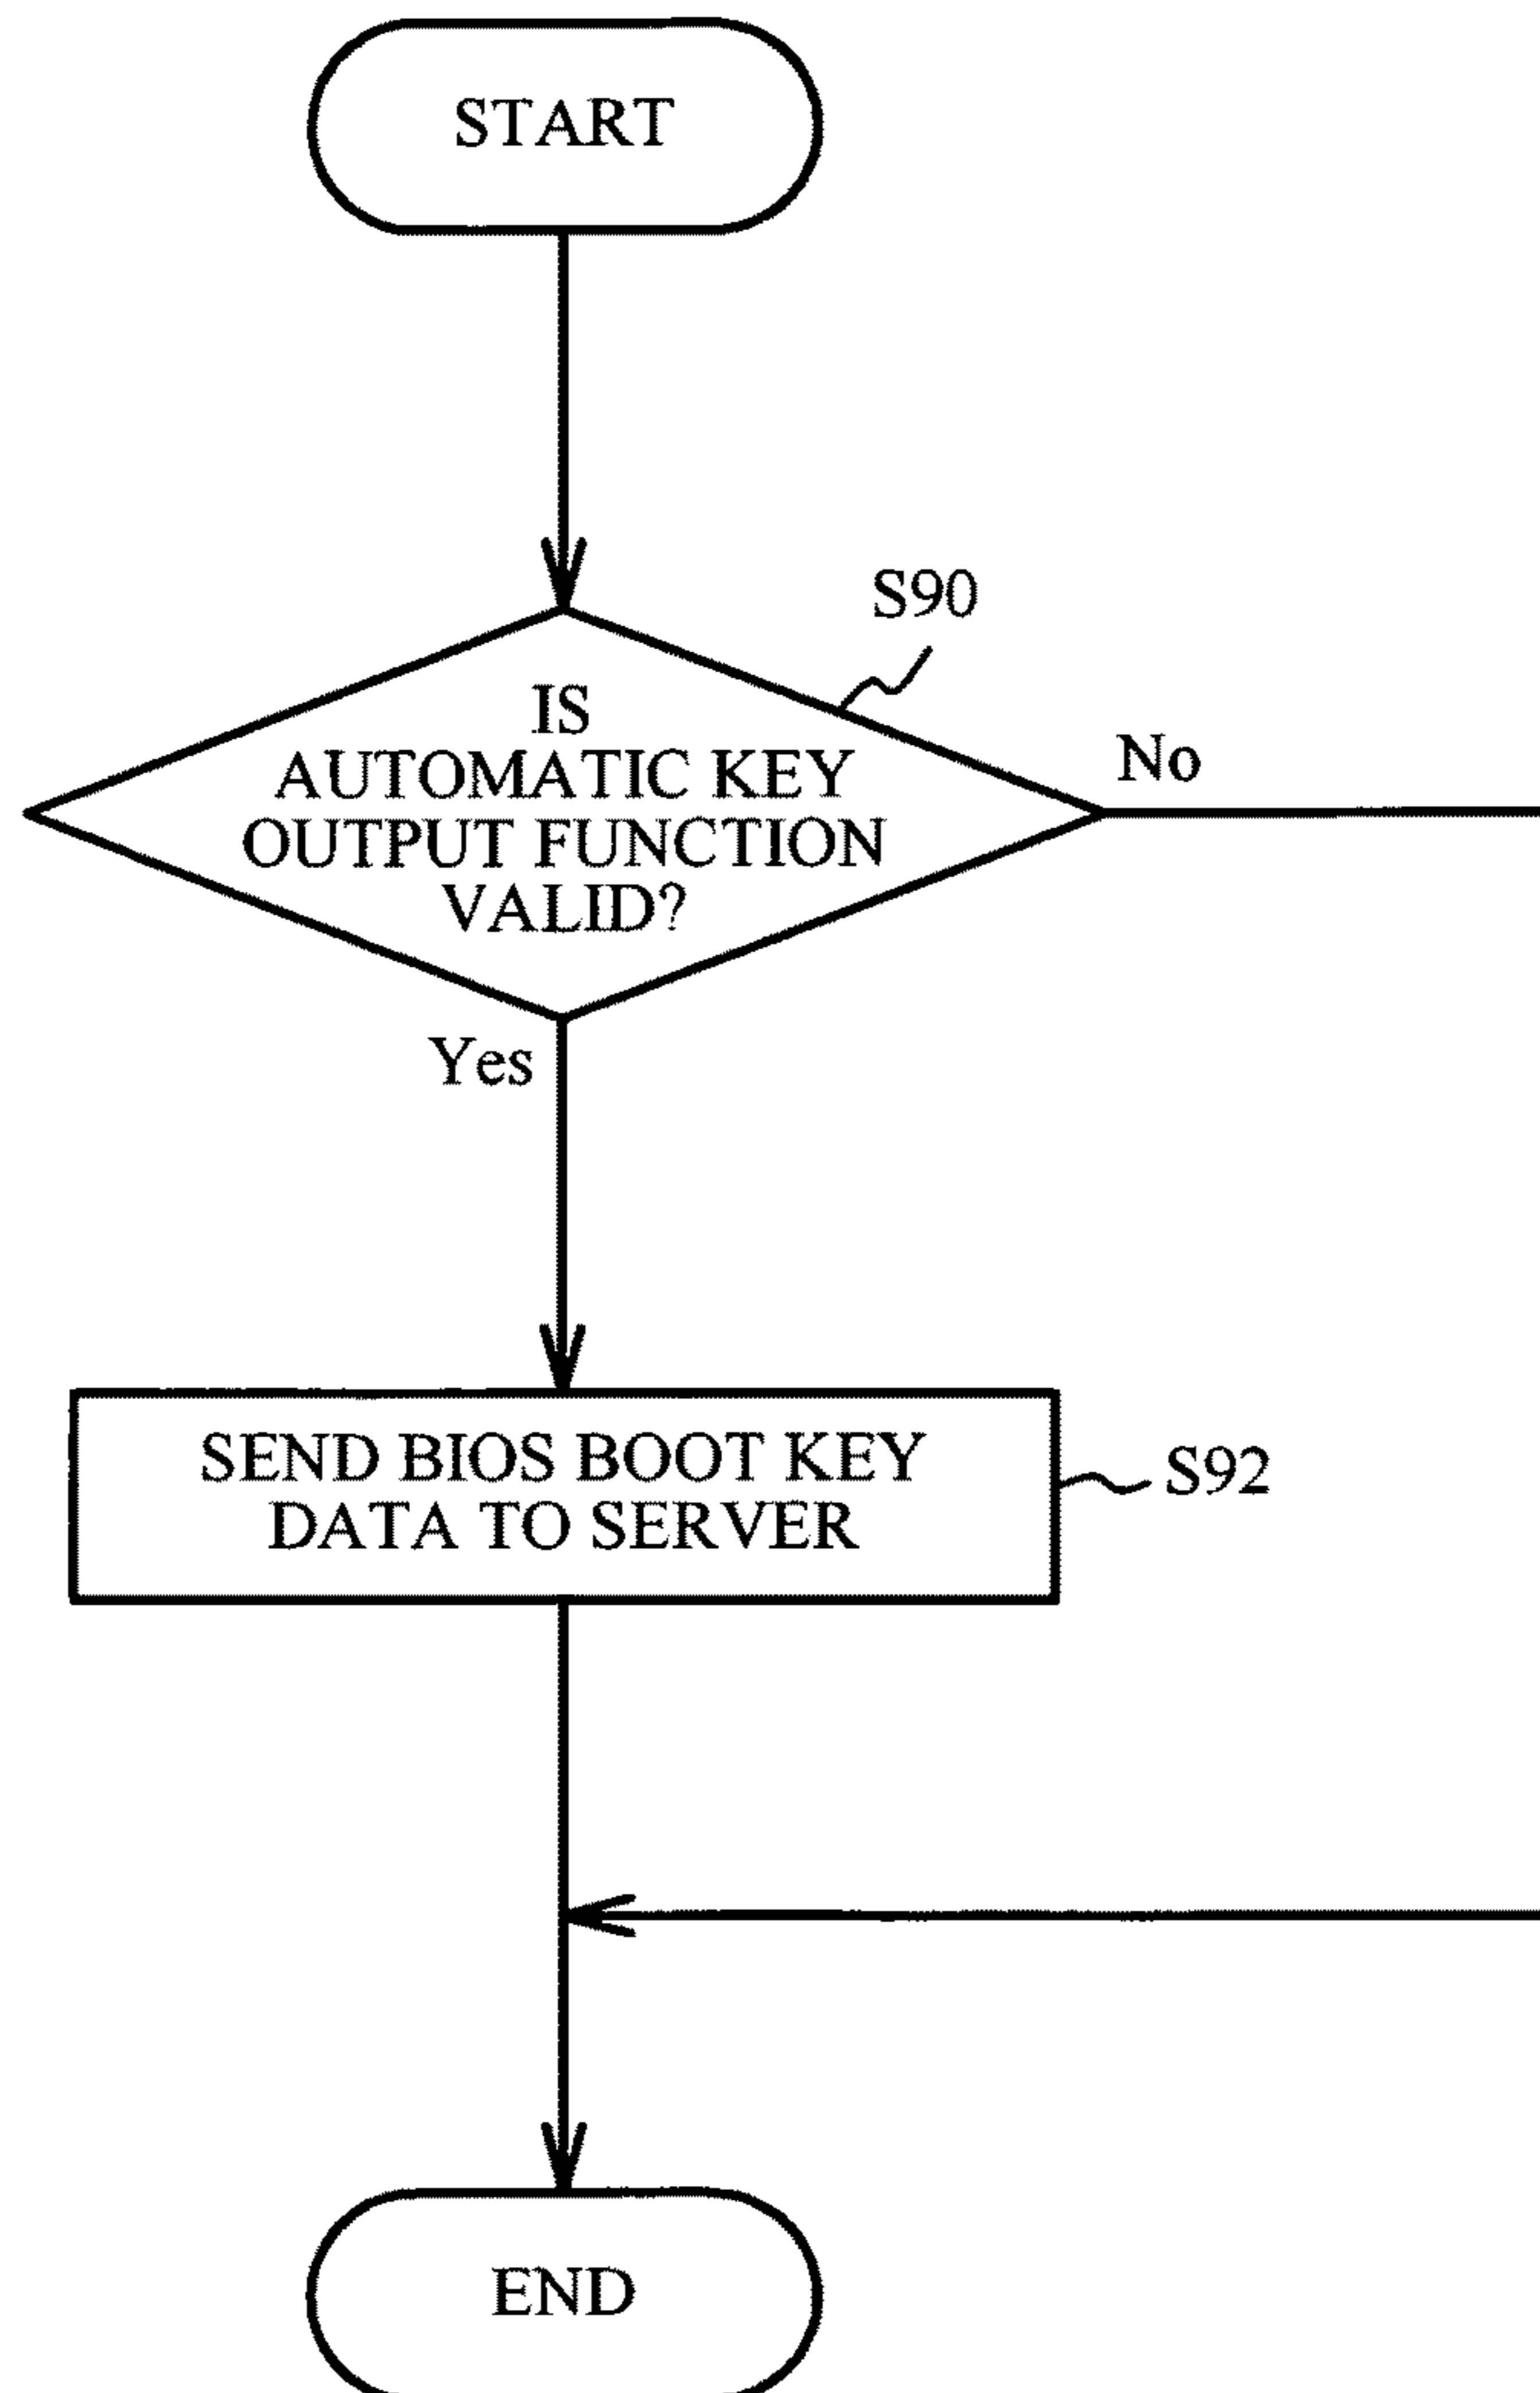 START
S90
IS
AUTOMATIC KEY
OUTPUT FUNCTION
VALID?
No
Yes
SEND BIOS BOOT KEY
DATA TO SERVER
S92
END